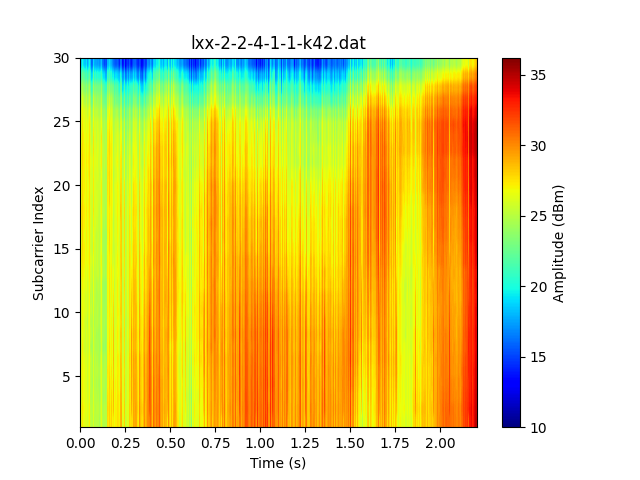 lxx-2-2-4-1-1-k42.dat
30
25
20
15
10
5
Subcarrier Index
0.00 0.25 0.50 0.75 1.00 1.25 1.50 1.75 2.00
Time (s)
35
30
25
20
15
10
Amplitude (dBm)